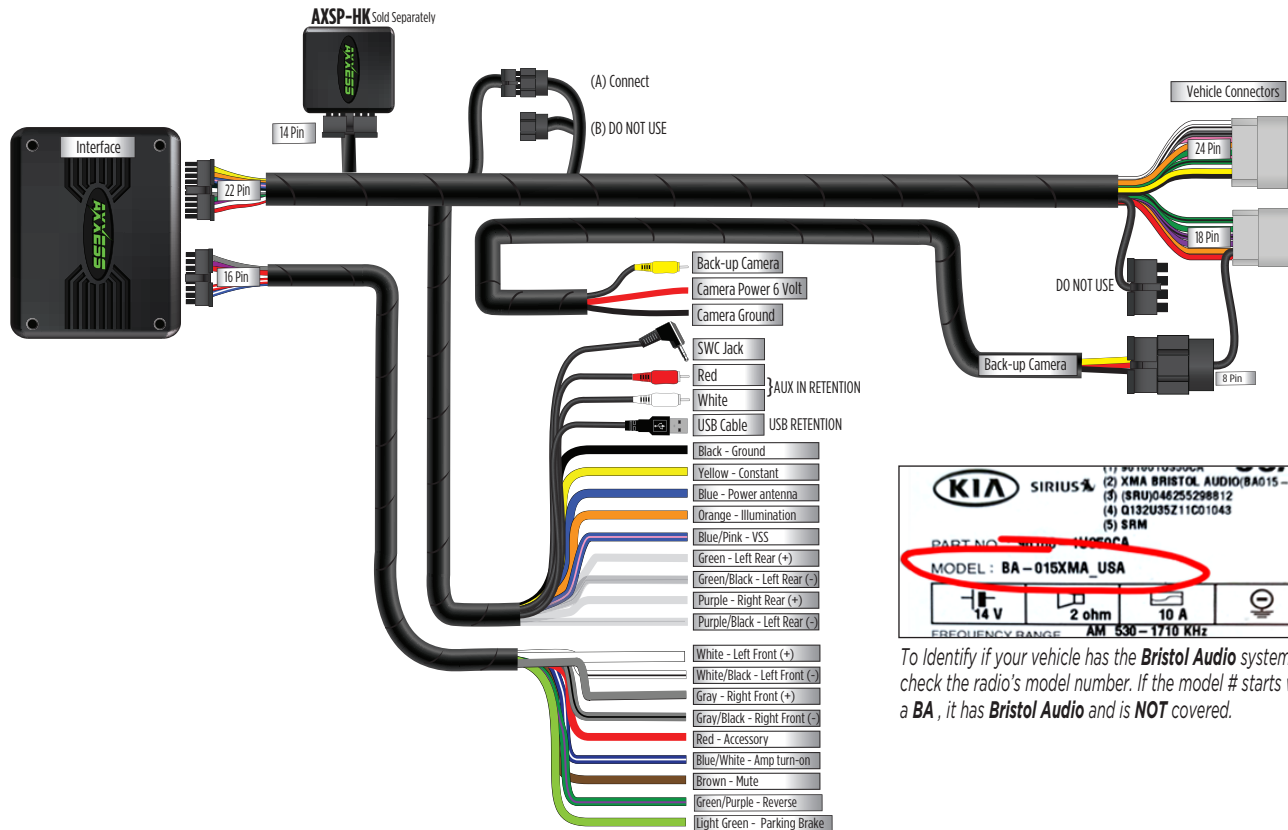 AXSP-HK Sold Separately
AXXESS
14 Pin
(A) Connect
(B) DO NOT USE
Vehicle Connectors
24 Pin
18 Pin
DO NOT USE
8 Pin
Back-up Camera
Interface
AXXESS
22 Pin
16 Pin
Back-up Camera
Camera Power 6 Volt
Camera Ground
SWC Jack
Red
White
}AUX IN RETENTION
USB Cable USB RETENTION
Black - Ground
Yellow - Constant
Blue - Power antenna
Orange - Illumination
Blue/Pink - VSS
Green - Left Rear (+)
Green/Black - Left Rear (-)
Purple - Right Rear (+)
Purple/Black - Left Rear (-)
White - Left Front (+)
White/Black - Left Front (-)
Gray - Right Front (+)
Gray/Black - Right Front (-)
Red - Accessory
Blue/White - Amp turn-on
Brown - Mute
Green/Purple - Reverse
Light Green - Parking Brake
KIA SIRIUS
(2) XMA BRISTOL AUDIO(BA015-
(3) (SRU)046255298812
(4) Q132U35Z11C01043
(5) SRM
PART NO
MODEL : BA-015XMA_USA
14 V 2 ohm 10 A
FREQUENCY RANGE AM 530-1710 KHz
To Identify if your vehicle has the Bristol Audio system
check the radio's model number. If the model # starts
a BA , it has Bristol Audio and is NOT covered.